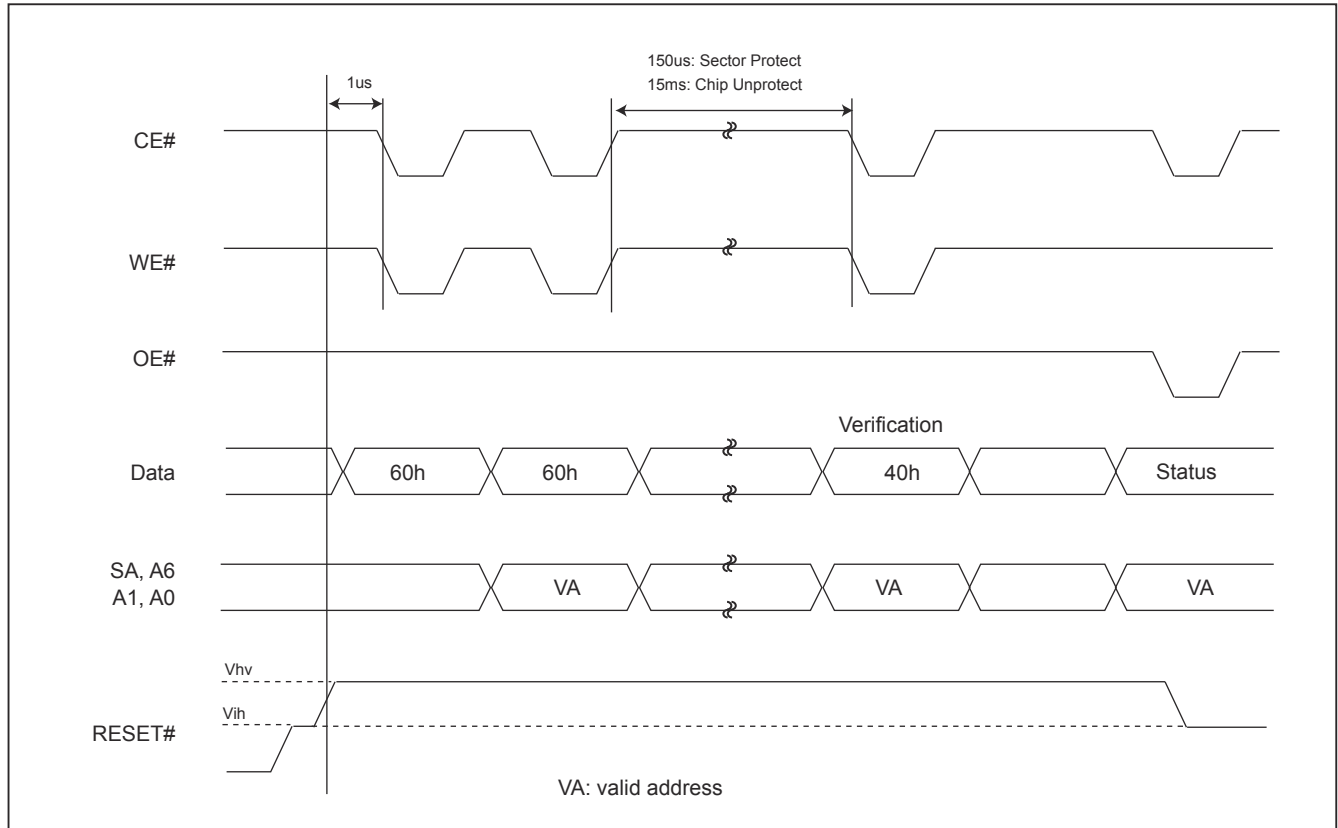 150us: Sector Protect
15ms: Chip Unprotect
1us
CE#
WE#
OE#
Verification
Data
60h
60h
40h
Status
SA, A6
A1, A0
VA
VA
VA
Vhv
Vih
RESET#
VA: valid address